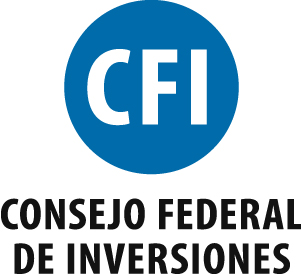 CFI
CONSEJO FEDERAL
DE INVERSIONES